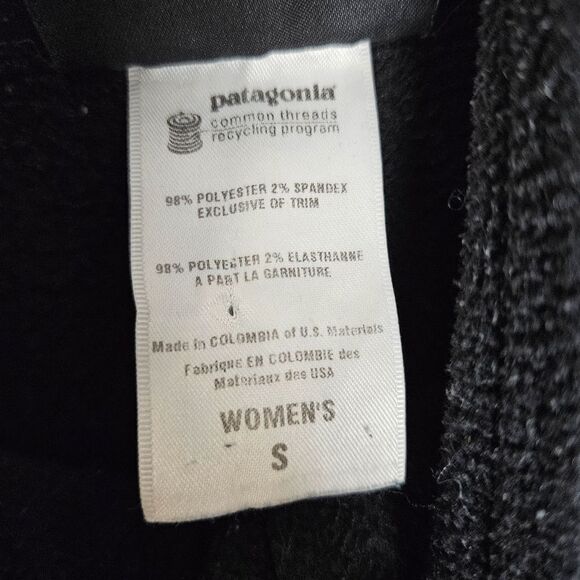 patagonia
common threads
recycling program
98% POLYESTER 2% SPANDEX
EXCLUSIVE OF TRIM
98% POLYESTER 2% ELASTHANNE
A PART LA GARNITURE
Made in COLOMBIA of U.S. Materials
Fabrique EN COLOMBIE des
Materiaux des USA
WOMEN'S
S